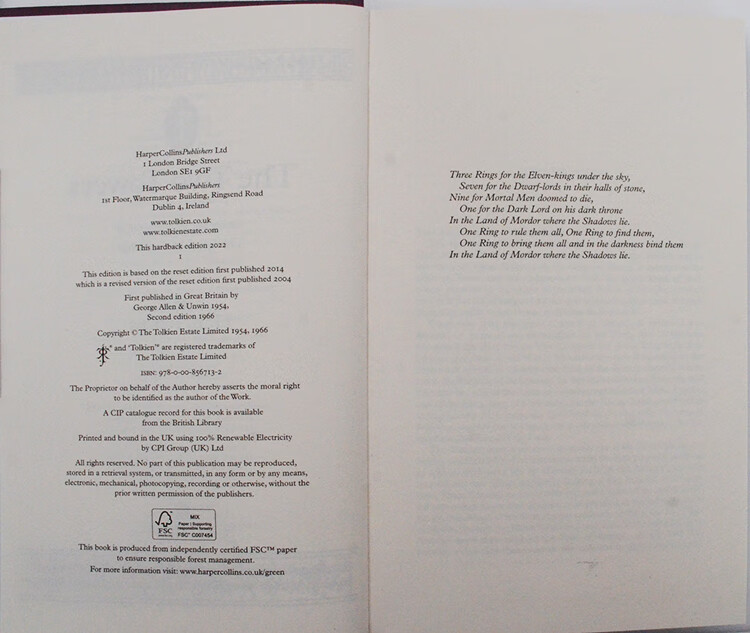 HarperCollinsPublishers Ltd
1 London Bridge Street
London SE1 9GF
HarperCollinsPublishers
1st Floor, Watermarque Building, Ringsend Road
Dublin 4, Ireland
www.tolkien.co.uk
www.tolkienestate.com
This hardback edition 2022
1
This edition is based on the reset edition first published 2014
which is a revised version of the reset edition first published 2004
First published in Great Britain by
George Allen & Unwin 1954,
Second edition 1966
Copyright © The Tolkien Estate Limited 1954, 1966
® and ‘Tolkien’® are registered trademarks of
The Tolkien Estate Limited
ISBN: 978-0-00-856713-2
The Proprietor on behalf of the Author hereby asserts the moral right
to be identified as the author of the Work.
A CIP catalogue record for this book is available
from the British Library
Printed and bound in the UK using 100% Renewable Electricity
by CPI Group (UK) Ltd
All rights reserved. No part of this publication may be reproduced,
stored in a retrieval system, or transmitted, in any form or by any means,
electronic, mechanical, photocopying, recording or otherwise, without the
prior written permission of the publishers.
FSC
MIX
Paper | Supporting
responsible forestry
FSC® C007454
This book is produced from independently certified FSC™ paper
to ensure responsible forest management.
For more information visit: www.harpercollins.co.uk/green
Three Rings for the Elven-kings under the sky,
Seven for the Dwarf-lords in their halls of stone,
Nine for Mortal Men doomed to die,
One for the Dark Lord on his dark throne
In the Land of Mordor where the Shadows lie.
One Ring to rule them all, One Ring to find them,
One Ring to bring them all and in the darkness bind them
In the Land of Mordor where the Shadows lie.